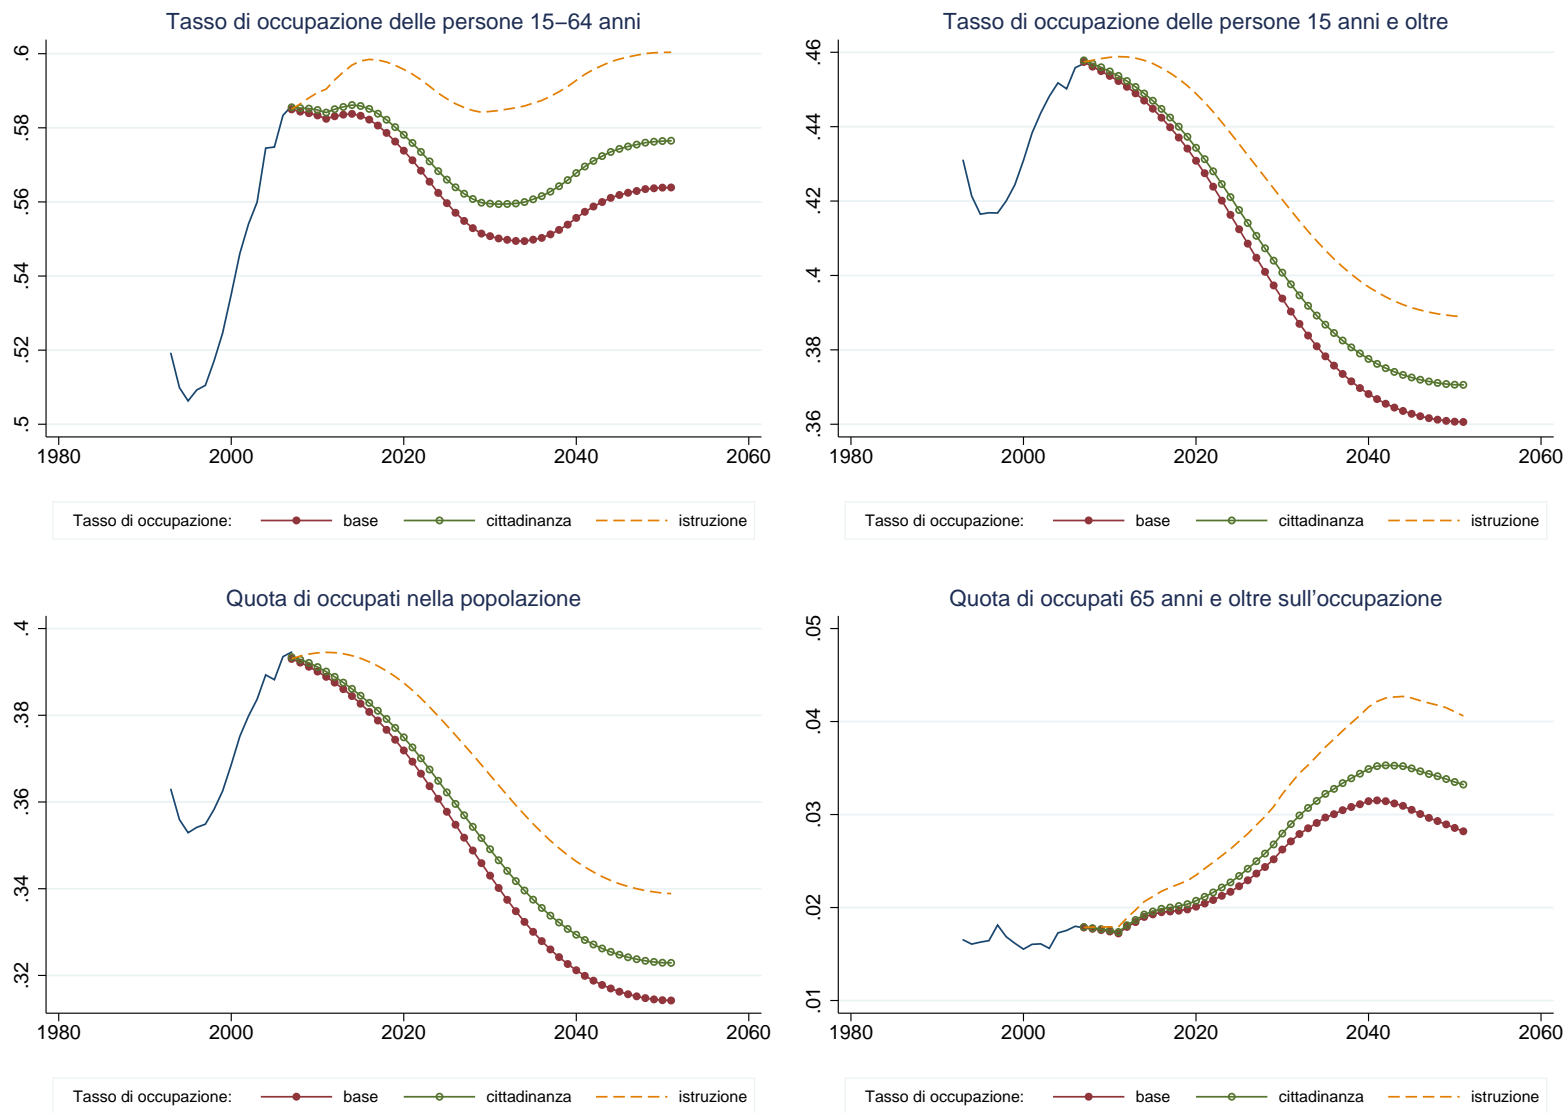 Tasso di occupazione delle persone 15−64 anni
.6
.58
.56
.54
.52
.5
1980 2000 2020 2040 2060
Tasso di occupazione: base cittadinanza istruzione
Tasso di occupazione delle persone 15 anni e oltre
.46
.44
.42
.4
.38
.36
1980 2000 2020 2040 2060
Tasso di occupazione: base cittadinanza istruzione
Quota di occupati nella popolazione
.4
.38
.36
.34
.32
1980 2000 2020 2040 2060
Tasso di occupazione: base cittadinanza istruzione
Quota di occupati 65 anni e oltre sull'occupazione
.05
.04
.03
.02
.01
1980 2000 2020 2040 2060
Tasso di occupazione: base cittadinanza istruzione